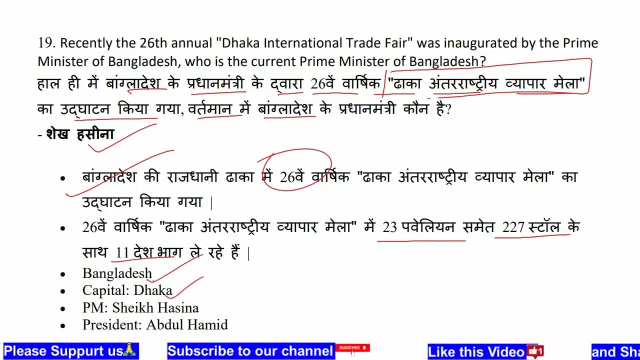 19. Recently the 26th annual "Dhaka International Trade Fair" was inaugurated by the Prime
Minister of Bangladesh, who is the current Prime Minister of Bangladesh?
हाल ही में बांग्लादेश के प्रधानमंत्री के द्वारा 26वें वार्षिक "ढाका अंतरराष्ट्रीय व्यापार मेला"
का उद्घाटन किया गया, वर्तमान में बांग्लादेश के प्रधानमंत्री कौन है?
- शेख हसीना
• बांग्लादेश की राजधानी ढाका में 26वें वार्षिक "ढाका अंतरराष्ट्रीय व्यापार मेला" का
उद्घाटन किया गया |
• 26वें वार्षिक "ढाका अंतरराष्ट्रीय व्यापार मेला" में 23 पवेलियन समेत 227 स्टॉल के
साथ 11 देश भाग ले रहे हैं |
• Bangladesh
• Capital: Dhaka
• PM: Sheikh Hasina
• President: Abdul Hamid
Please Support us Subscribe to our channel Like this Video and Shar